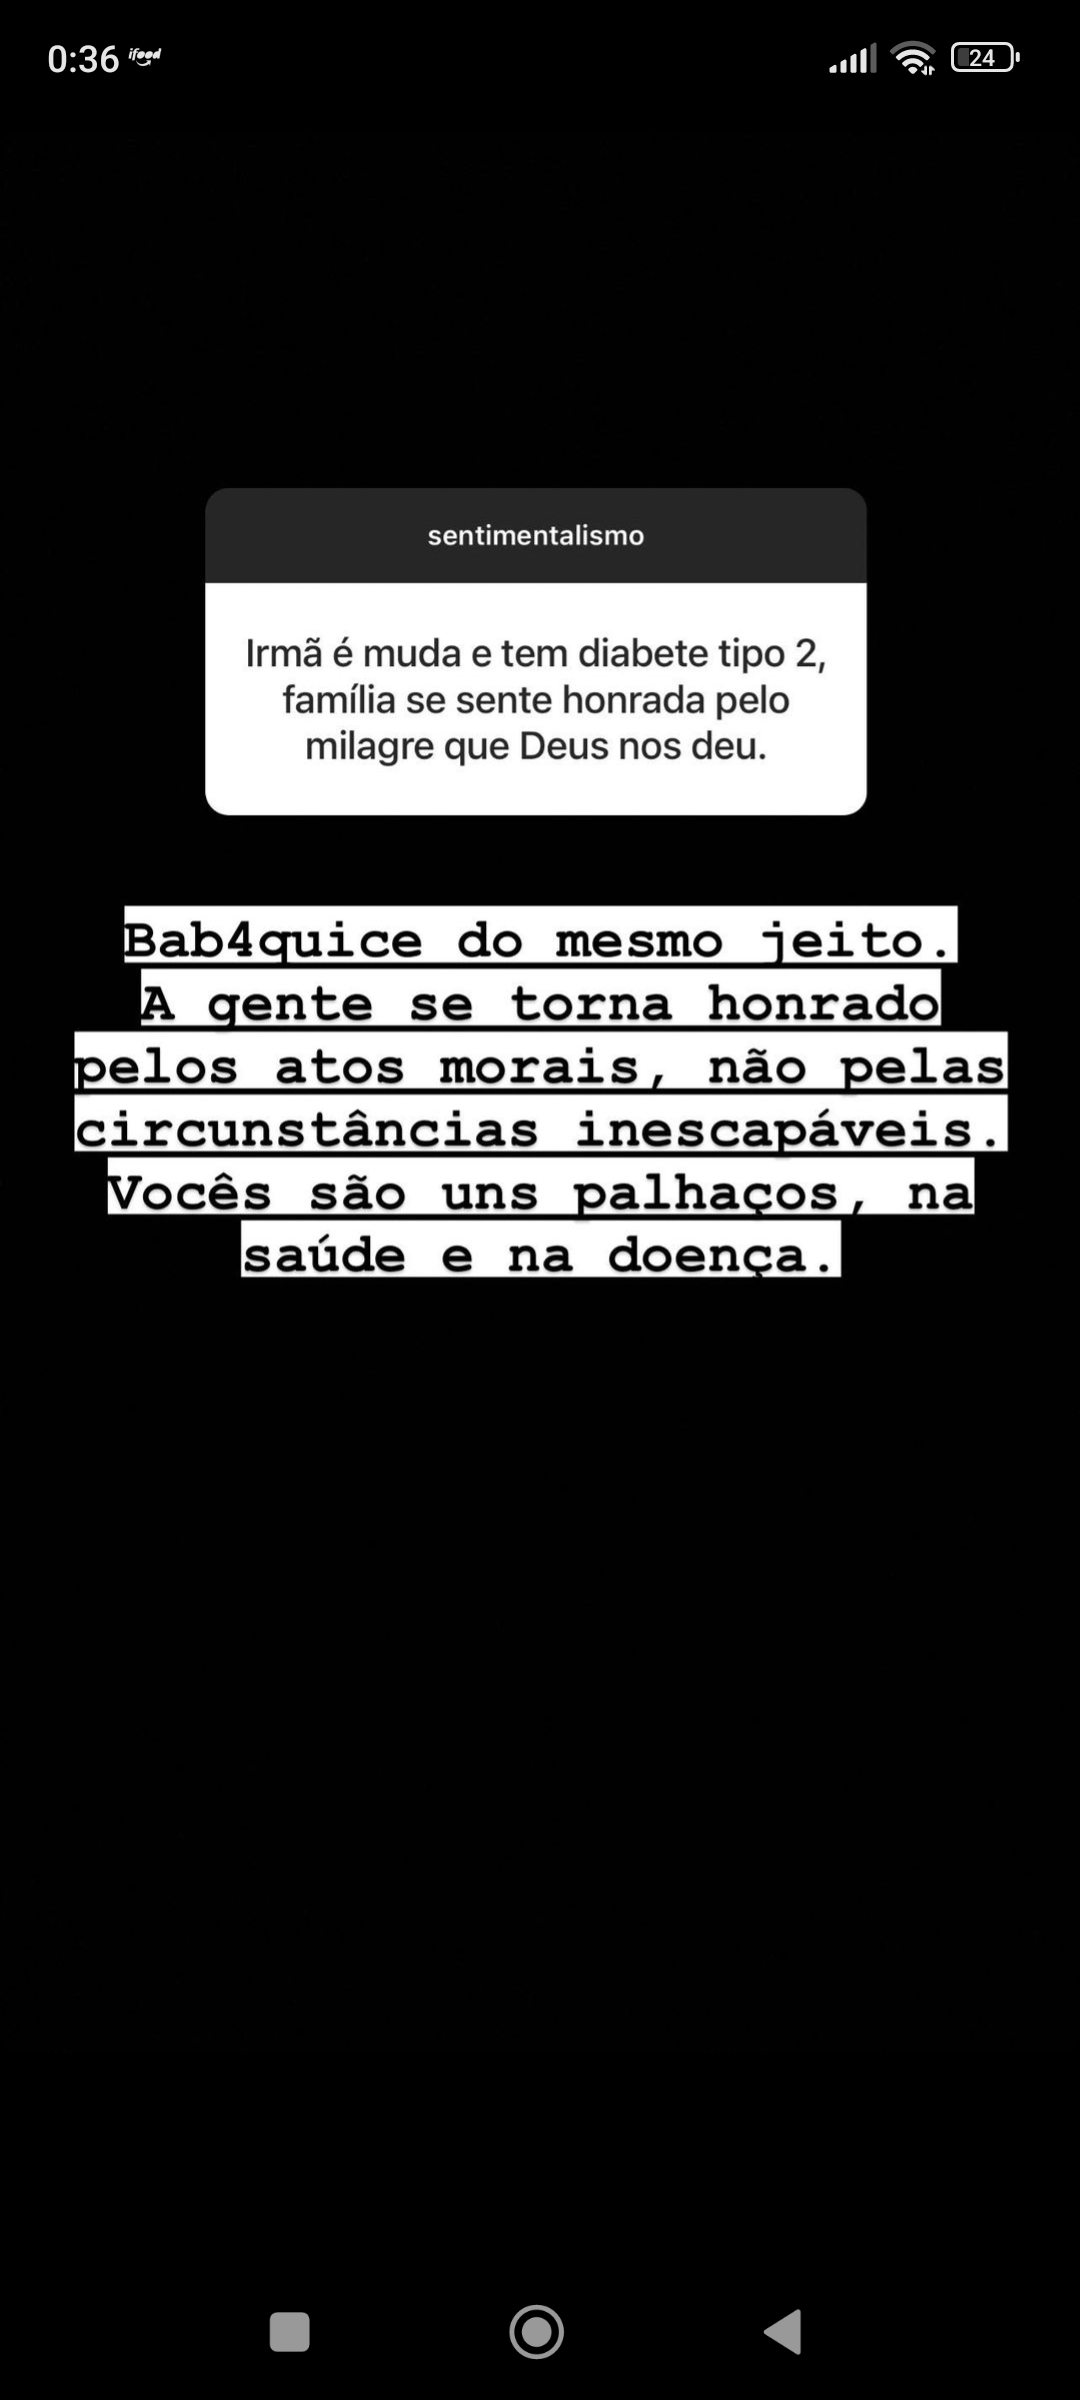 0:36 ifood 24
sentimentalismo
Irmã é muda e tem diabete tipo 2,
família se sente honrada pelo
milagre que Deus nos deu.
Bab4quice do mesmo jeito.
A gente se torna honrado
pelos atos morais, não pelas
circunstâncias inescapáveis.
Vocês são uns palhaços, na
saúde e na doença.